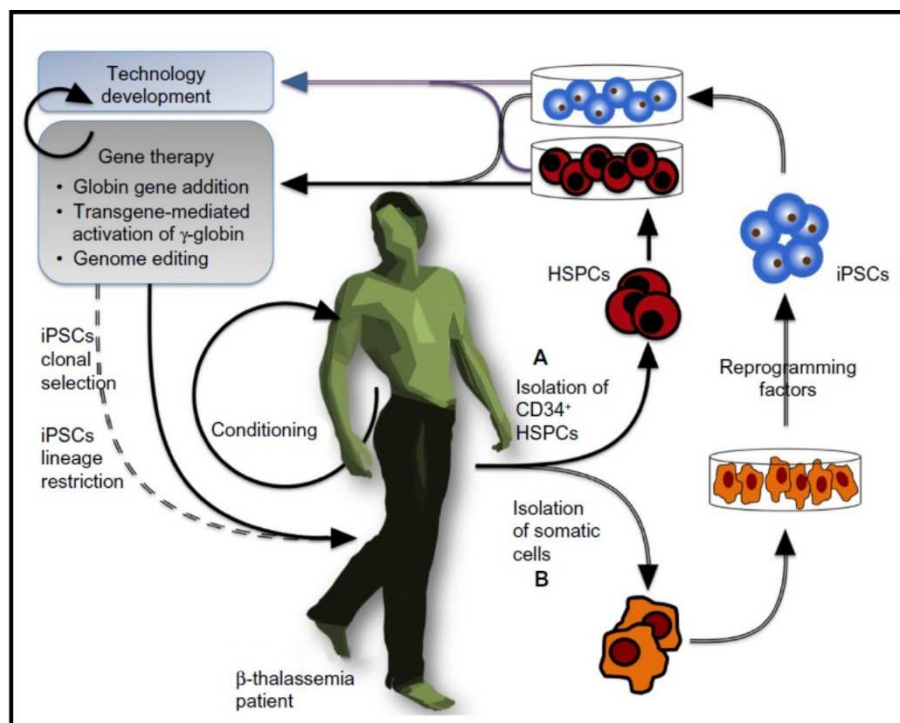 Technology
development
Gene therapy
• Globin gene addition
• Transgene-mediated
activation of γ-globin
• Genome editing
HSPCs
iPSCs
iPSCs
clonal
selection
A
Isolation of
CD34⁺
HSPCs
Reprogramming
factors
Conditioning
iPSCs
lineage
restriction
Isolation
of somatic
cells
B
β-thalassemia
patient